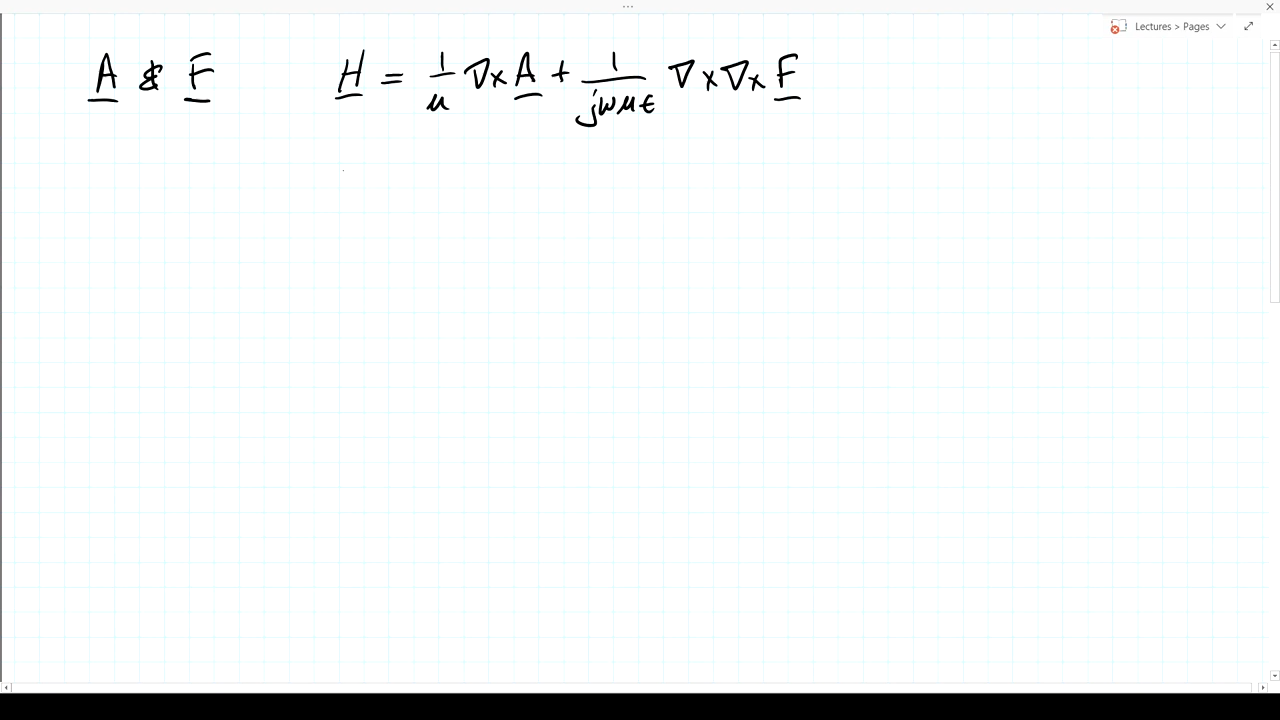 Lectures > Pages
A & F H = 1/μ ∇×A + 1/jωμε ∇×∇×F